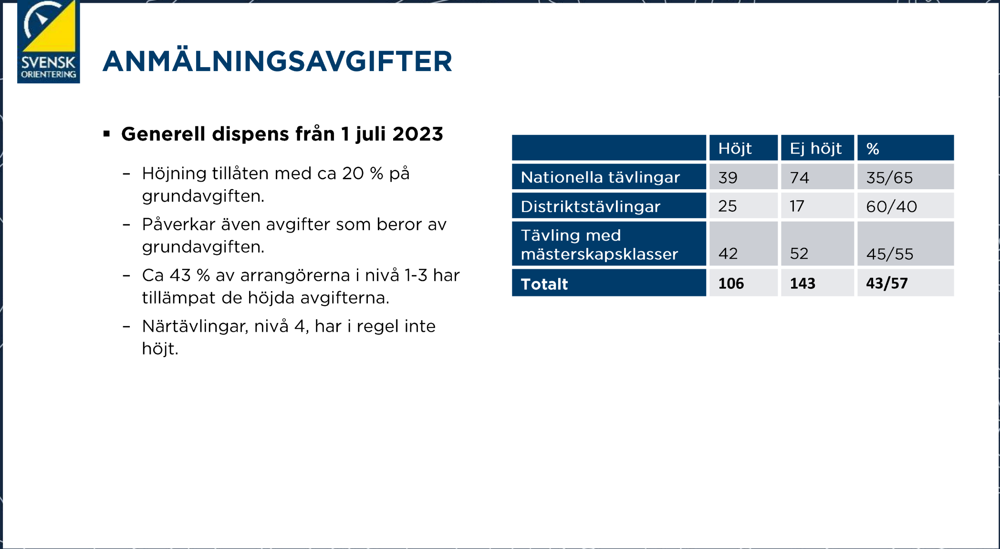 SVENSK
ORIENTERING
ANMÄLNINGSAVGIFTER
▪ Generell dispens från 1 juli 2023
– Höjning tillåten med ca 20 % på
grundavgiften.
– Påverkar även avgifter som beror av
grundavgiften.
– Ca 43 % av arrangörerna i nivå 1-3 har
tillämpat de höjda avgifterna.
– Närtävlingar, nivå 4, har i regel inte
höjt.
Höjt Ej höjt %
Nationella tävlingar 39 74 35/65
Distriktstävlingar 25 17 60/40
Tävling med
mästerskapsklasser 42 52 45/55
Totalt 106 143 43/57